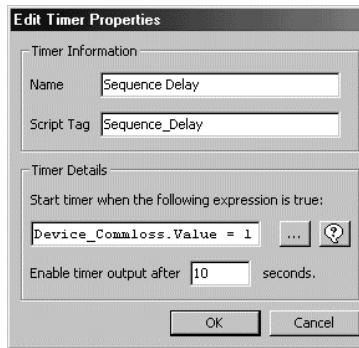 Edit Timer Properties
Timer Information
Name Sequence Delay
Script Tag Sequence_Delay
Timer Details
Start timer when the following expression is true:
Device_Commloss.Value = 1 ... ?
Enable timer output after 10 seconds.
OK Cancel